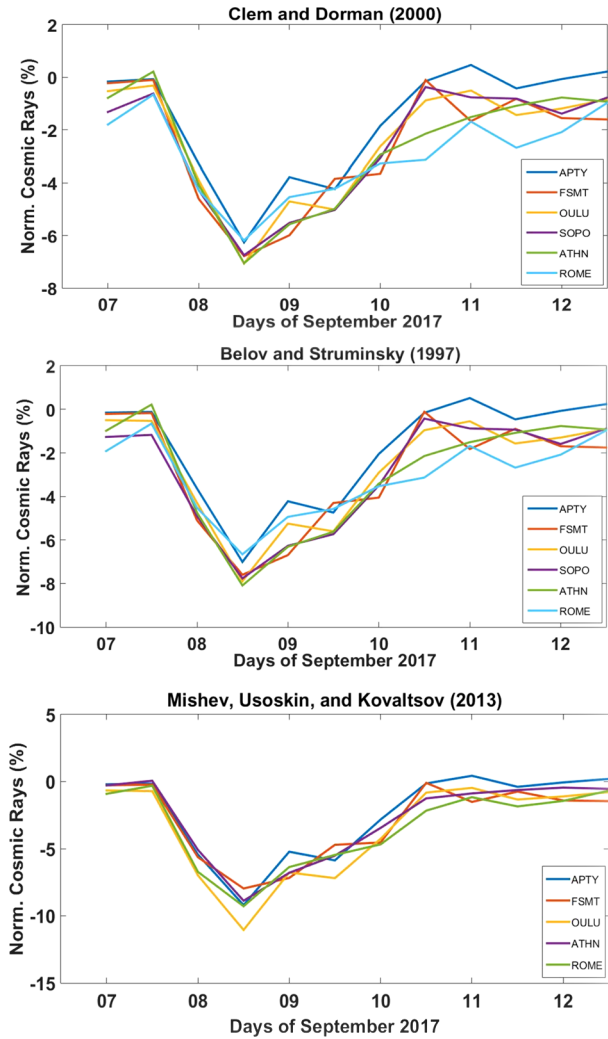 Clem and Dorman (2000)
Norm. Cosmic Rays (%)
2
0
-2
-4
-6
-8
APTY
FSMT
OULU
SOPO
ATHN
ROME
07 08 09 10 11 12
Days of September 2017
Belov and Struminsky (1997)
Norm. Cosmic Rays (%)
2
0
-2
-4
-6
-8
-10
APTY
FSMT
OULU
SOPO
ATHN
ROME
07 08 09 10 11 12
Days of September 2017
Mishev, Usoskin, and Kovaltsov (2013)
Norm. Cosmic Rays (%)
5
0
-5
-10
-15
APTY
FSMT
OULU
ATHN
ROME
07 08 09 10 11 12
Days of September 2017